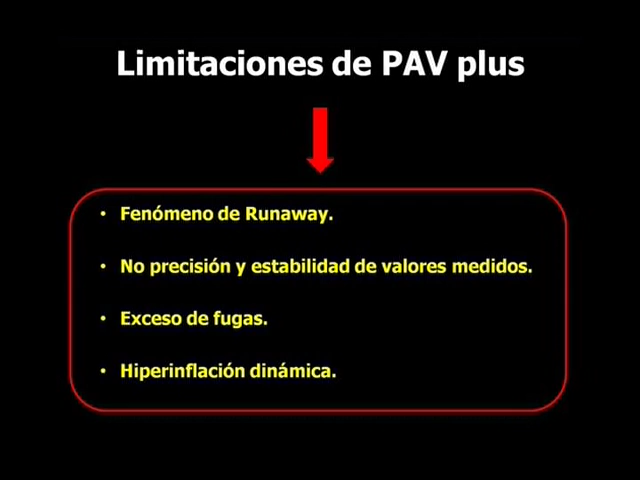 Limitaciones de PAV plus
• Fenómeno de Runaway.
• No precisión y estabilidad de valores medidos.
• Exceso de fugas.
• Hiperinflación dinámica.